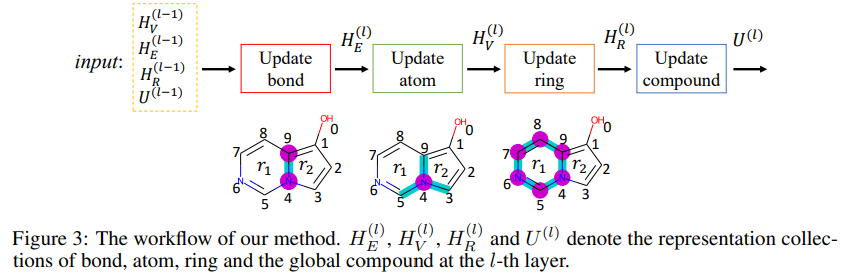 input: H_V^{(l-1)}
H_E^{(l-1)}
H_R^{(l-1)}
U^{(l-1)}
Update bond
H_E^{(l)}
Update atom
H_V^{(l)}
Update ring
H_R^{(l)}
Update compound
U^{(l)}
OH 0 1 2 3 4 5 6 N 7 8 9 r_1 r_2 N
OH 0 1 2 3 4 5 6 N 7 8 9 r_1 r_2 N
OH 0 1 2 3 4 5 6 N 7 8 9 r_1 r_2 N
Figure 3: The workflow of our method. H_E^{(l)}, H_V^{(l)}, H_R^{(l)} and U^{(l)} denote the representation collec-
tions of bond, atom, ring and the global compound at the l-th layer.